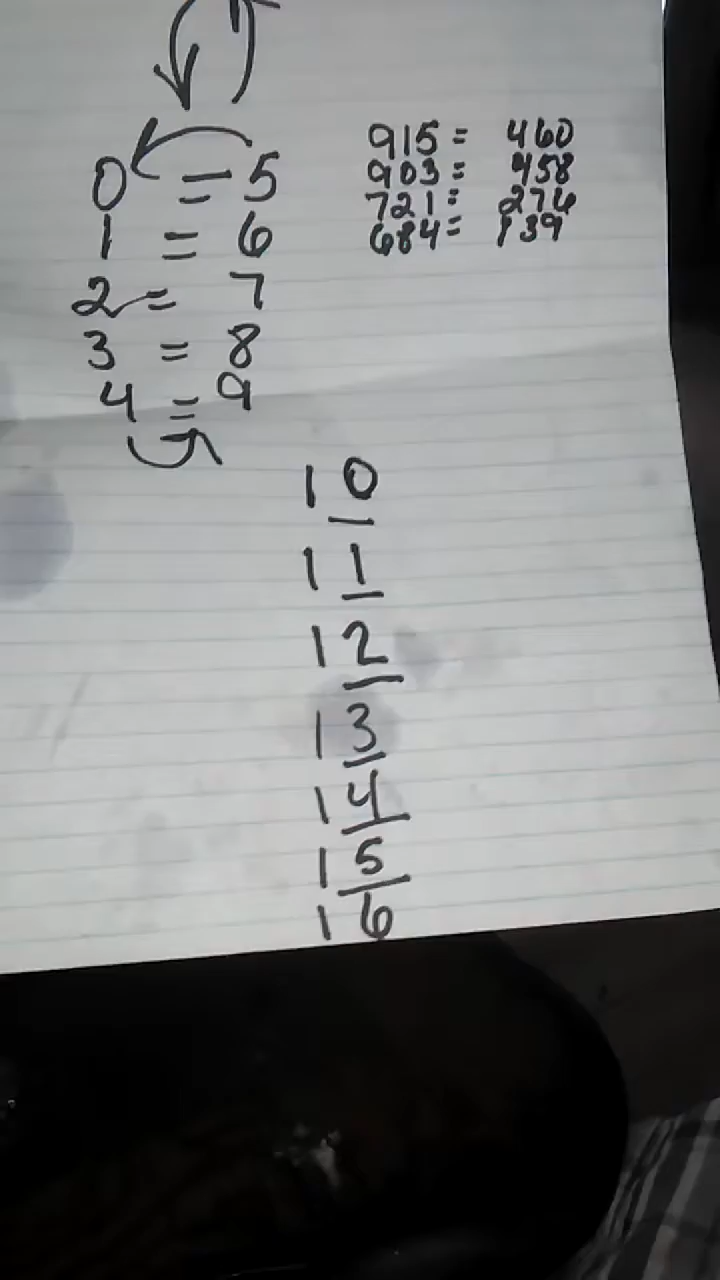 0 = 5
1 = 6
2 = 7
3 = 8
4 = 9
915 = 460
903 = 458
721 = 276
684 = 139
10
11
12
13
14
15
16